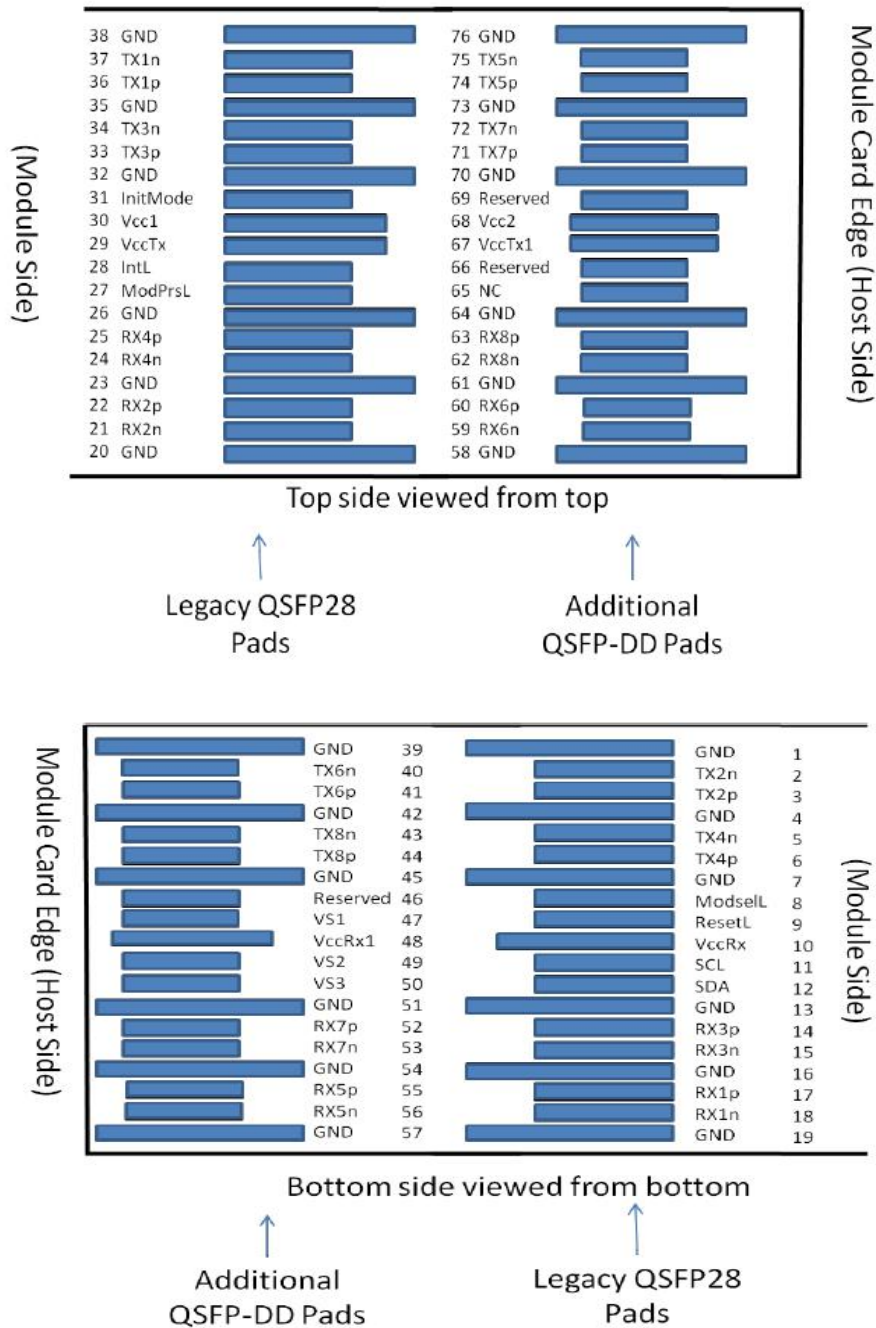 38 GND
37 TX1n
36 TX1p
35 GND
34 TX3n
33 TX3p
32 GND
31 InitMode
30 Vcc1
29 VccTx
28 IntL
27 ModPrsL
26 GND
25 RX4p
24 RX4n
23 GND
22 RX2p
21 RX2n
20 GND
76 GND
75 TX5n
74 TX5p
73 GND
72 TX7n
71 TX7p
70 GND
69 Reserved
68 Vcc2
67 VccTx1
66 Reserved
65 NC
64 GND
63 RX8p
62 RX8n
61 GND
60 RX6p
59 RX6n
58 GND
(Module Side)
Module Card Edge (Host Side)
Top side viewed from top
Legacy QSFP28
Pads
Additional
QSFP-DD Pads
Module Card Edge (Host Side)
GND 39
TX6n 40
TX6p 41
GND 42
TX8n 43
TX8p 44
GND 45
Reserved 46
VS1 47
VccRx1 48
VS2 49
VS3 50
GND 51
RX7p 52
RX7n 53
GND 54
RX5p 55
RX5n 56
GND 57
GND 1
TX2n 2
TX2p 3
GND 4
TX4n 5
TX4p 6
GND 7
ModselL 8
ResetL 9
VccRx 10
SCL 11
SDA 12
GND 13
RX3p 14
RX3n 15
GND 16
RX1p 17
RX1n 18
GND 19
(Module Side)
Bottom side viewed from bottom
Additional
QSFP-DD Pads
Legacy QSFP28
Pads